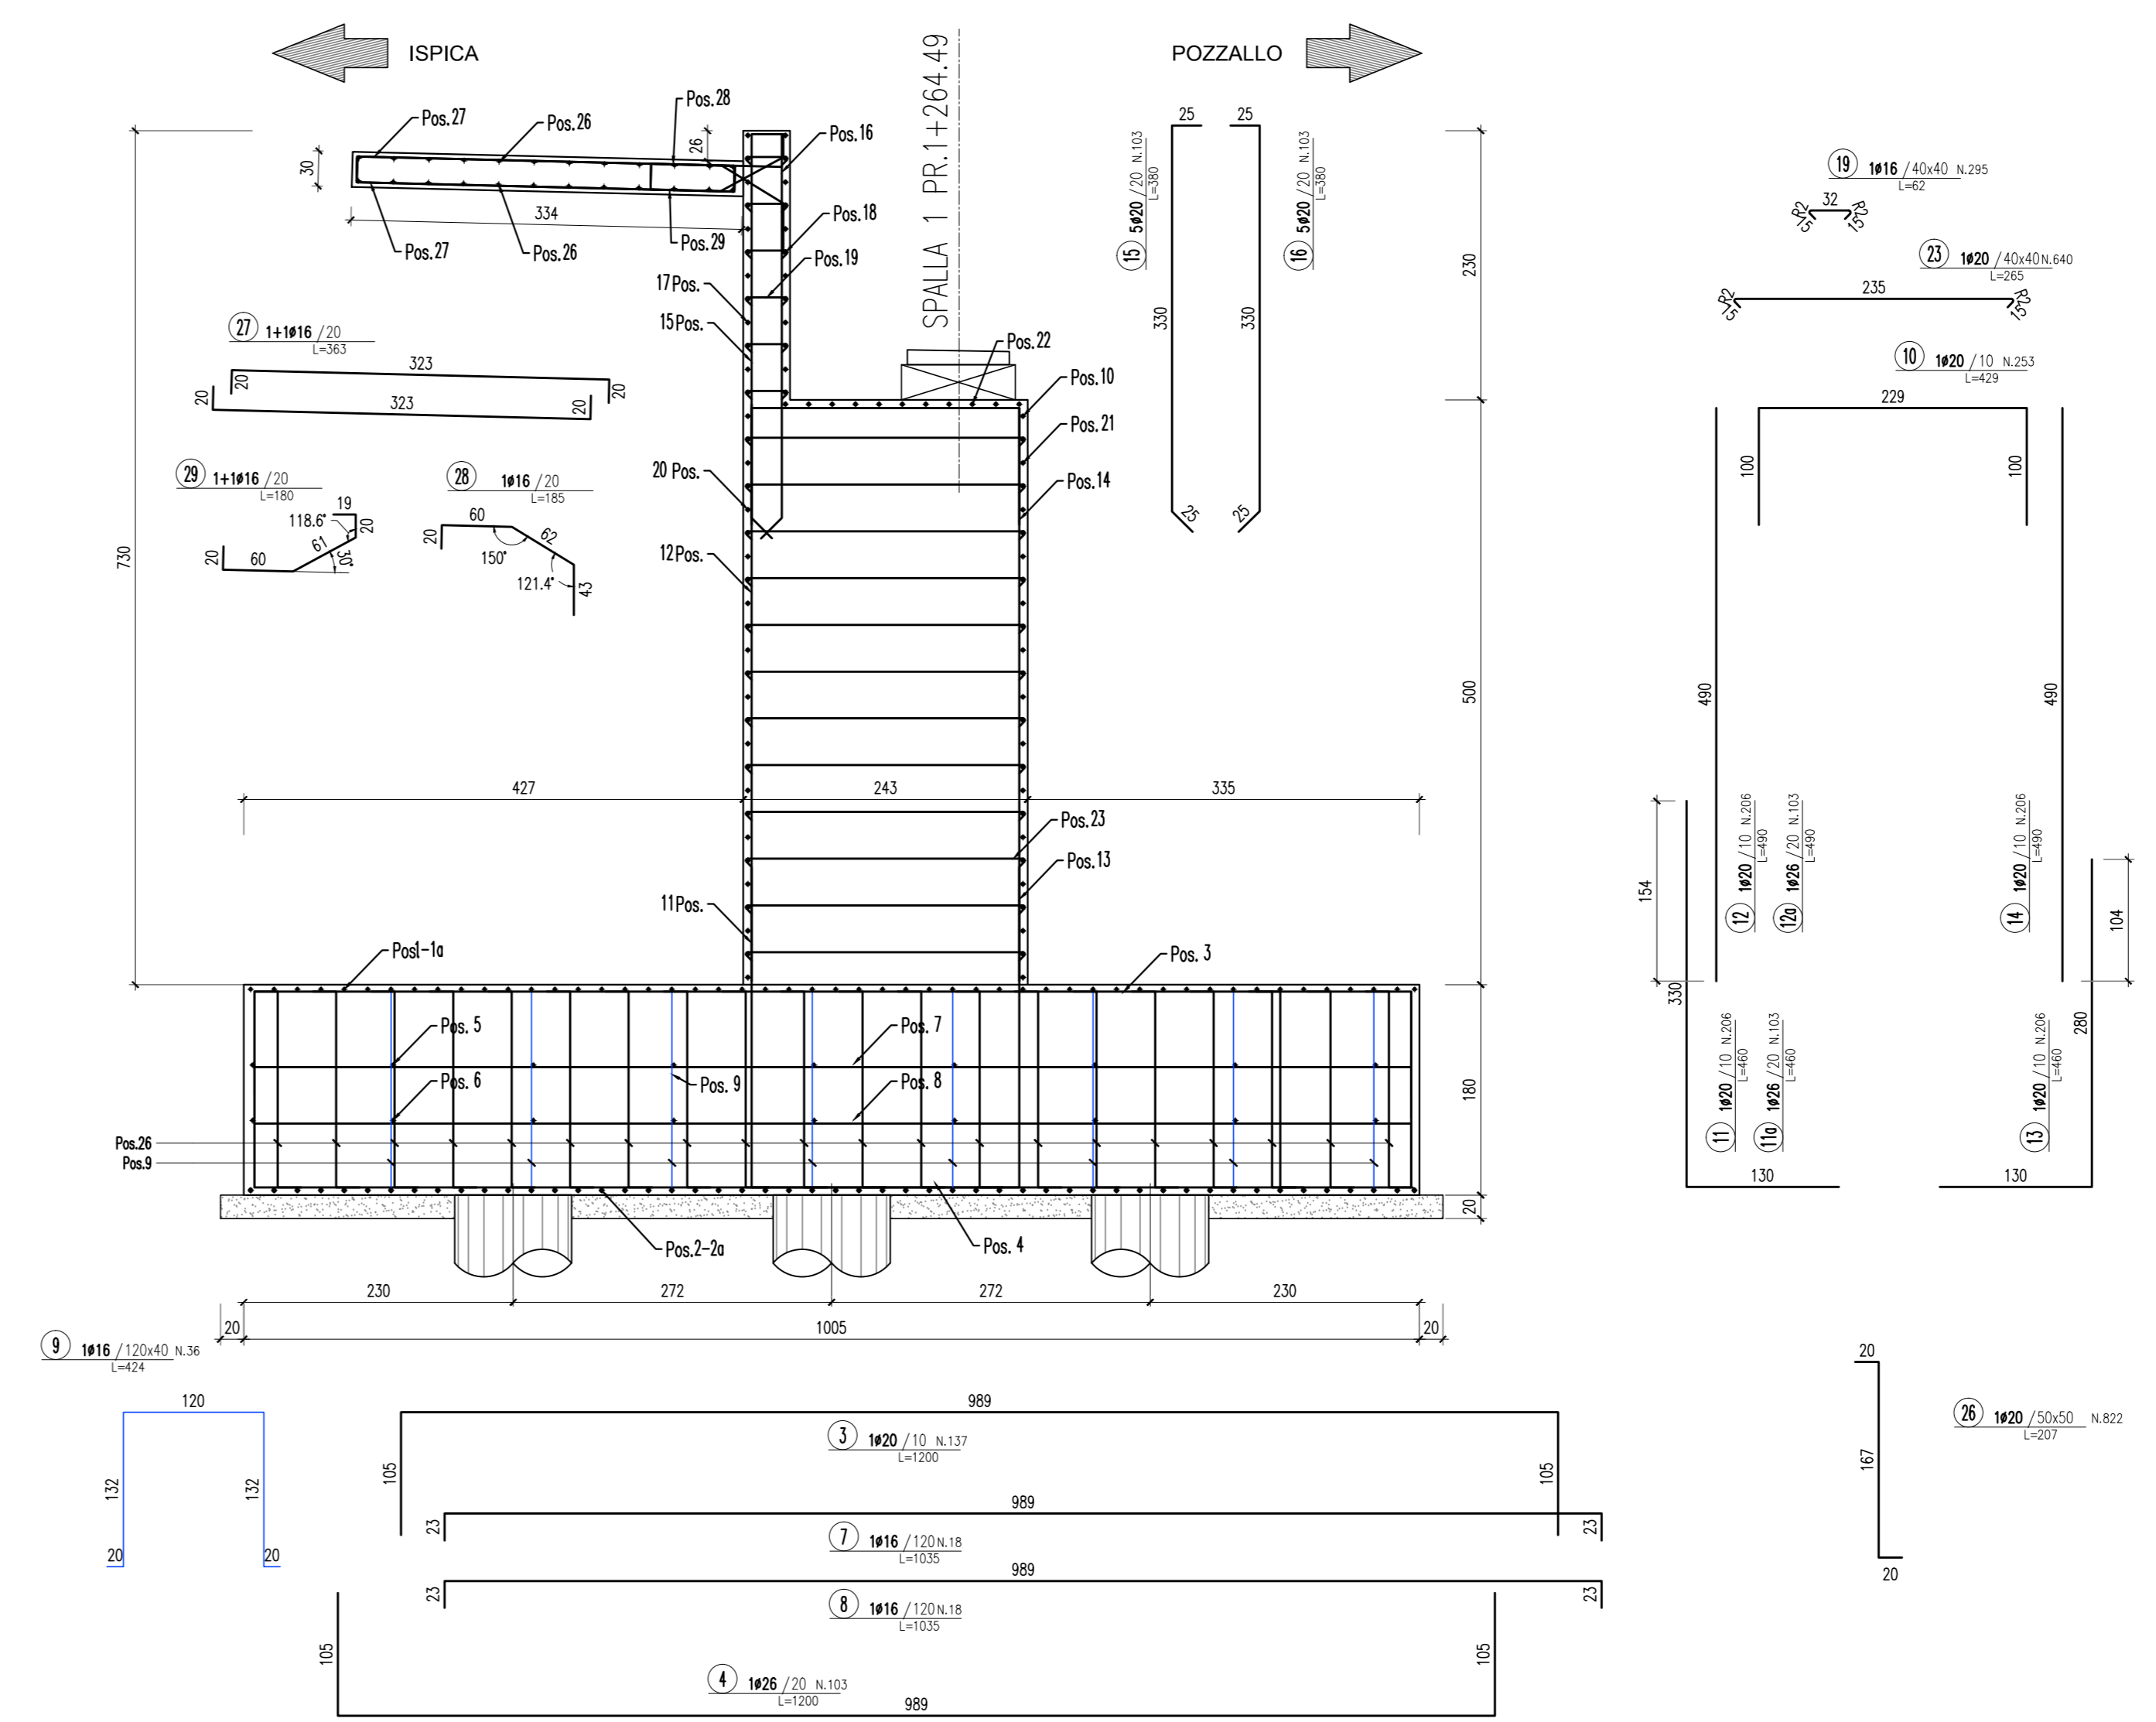 ISPICA
POZZALLO
SPALLA 1 PR.1+264.49
Pos.27
Pos.26
Pos.28
26
Pos.16
30
334
Pos.27
Pos.26
Pos.29
Pos.18
Pos.19
17Pos.
15Pos.
Pos.22
Pos.10
Pos.21
20 Pos.
Pos.14
12Pos.
730
230
500
427
243
335
Pos.23
Pos.13
11Pos.
Pos1-1a
Pos. 3
Pos. 5
Pos. 7
Pos. 6
Pos. 9
Pos. 8
180
Pos.26
Pos.9
20
Pos.2-2a
Pos. 4
230
272
272
230
20
1005
20
27 1+1ø16 /20
L=363
323
20
20
323
20
20
29 1+1ø16 /20
L=180
19
118.6°
20
61
30°
20
60
28 1ø16 /20
L=185
60
62
20
150°
121.4°
43
25
25
15 5ø20 /20 N.103
L=380
330
25
16 5ø20 /20 N.103
L=380
330
25
19 1ø16 /40x40 N.295
L=62
32
R2
R2
15
15
23 1ø20 /40x40 N.640
L=265
235
R2
R2
15
15
10 1ø20 /10 N.253
L=429
229
100
100
490
490
12 1ø20 /10 N.206
L=490
12a 1ø26 /20 N.103
L=490
14 1ø20 /10 N.206
L=490
154
104
330
280
11 1ø20 /10 N.206
L=460
11a 1ø26 /20 N.103
L=460
13 1ø20 /10 N.206
L=460
130
130
9 1ø16 /120x40 N.36
L=424
120
132
132
20
20
989
3 1ø20 /10 N.137
L=1200
105
105
989
23
23
7 1ø16 /120 N.18
L=1035
989
23
23
8 1ø16 /120 N.18
L=1035
105
105
4 1ø26 /20 N.103
L=1200
989
20
167
20
26 1ø20 /50x50 N.822
L=207